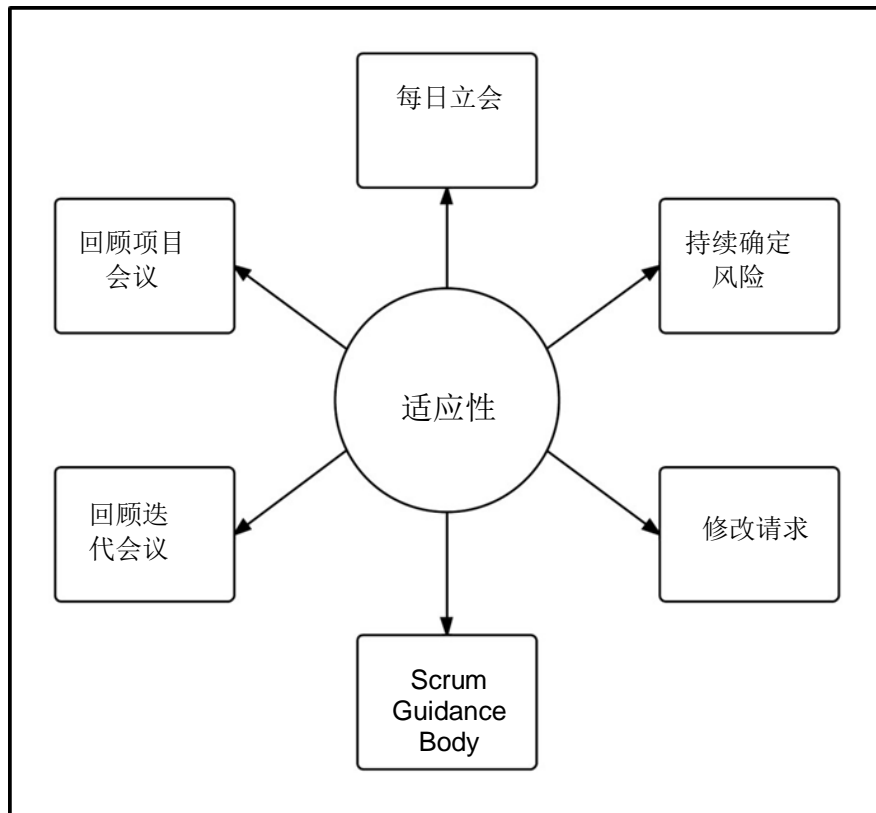 每日立会
回顾项目
会议
持续确定
风险
适应性
回顾迭
代会议
修改请求
Scrum
Guidance
Body